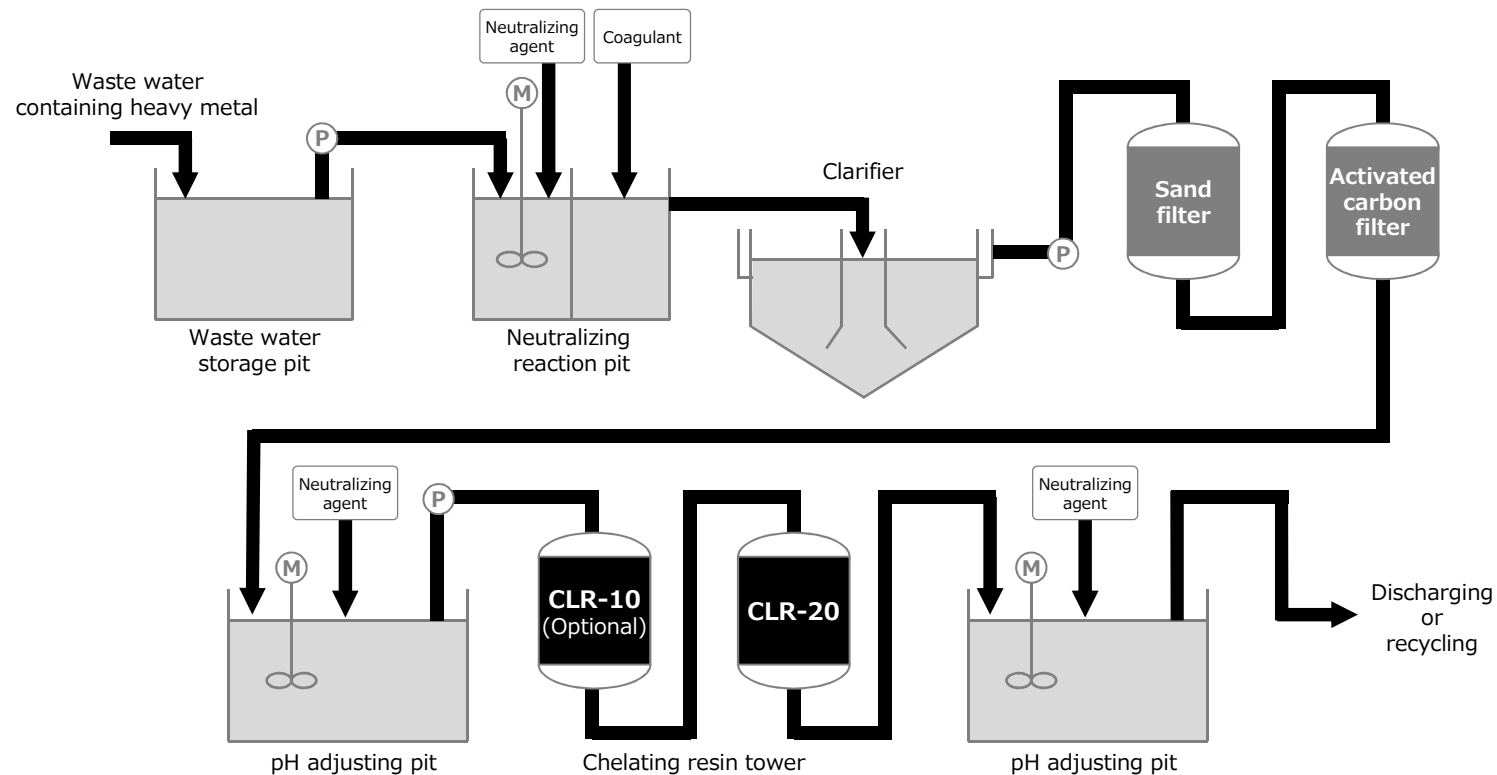 Neutralizing
agent
Coagulant
Waste water
containing heavy metal
M
P
Clarifier
Sand
filter
Activated
carbon
filter
P
Waste water
storage pit
Neutralizing
reaction pit
Neutralizing
agent
P
Neutralizing
agent
M
M
CLR-10
(Optional)
CLR-20
Discharging
or
recycling
pH adjusting pit
Chelating resin tower
pH adjusting pit